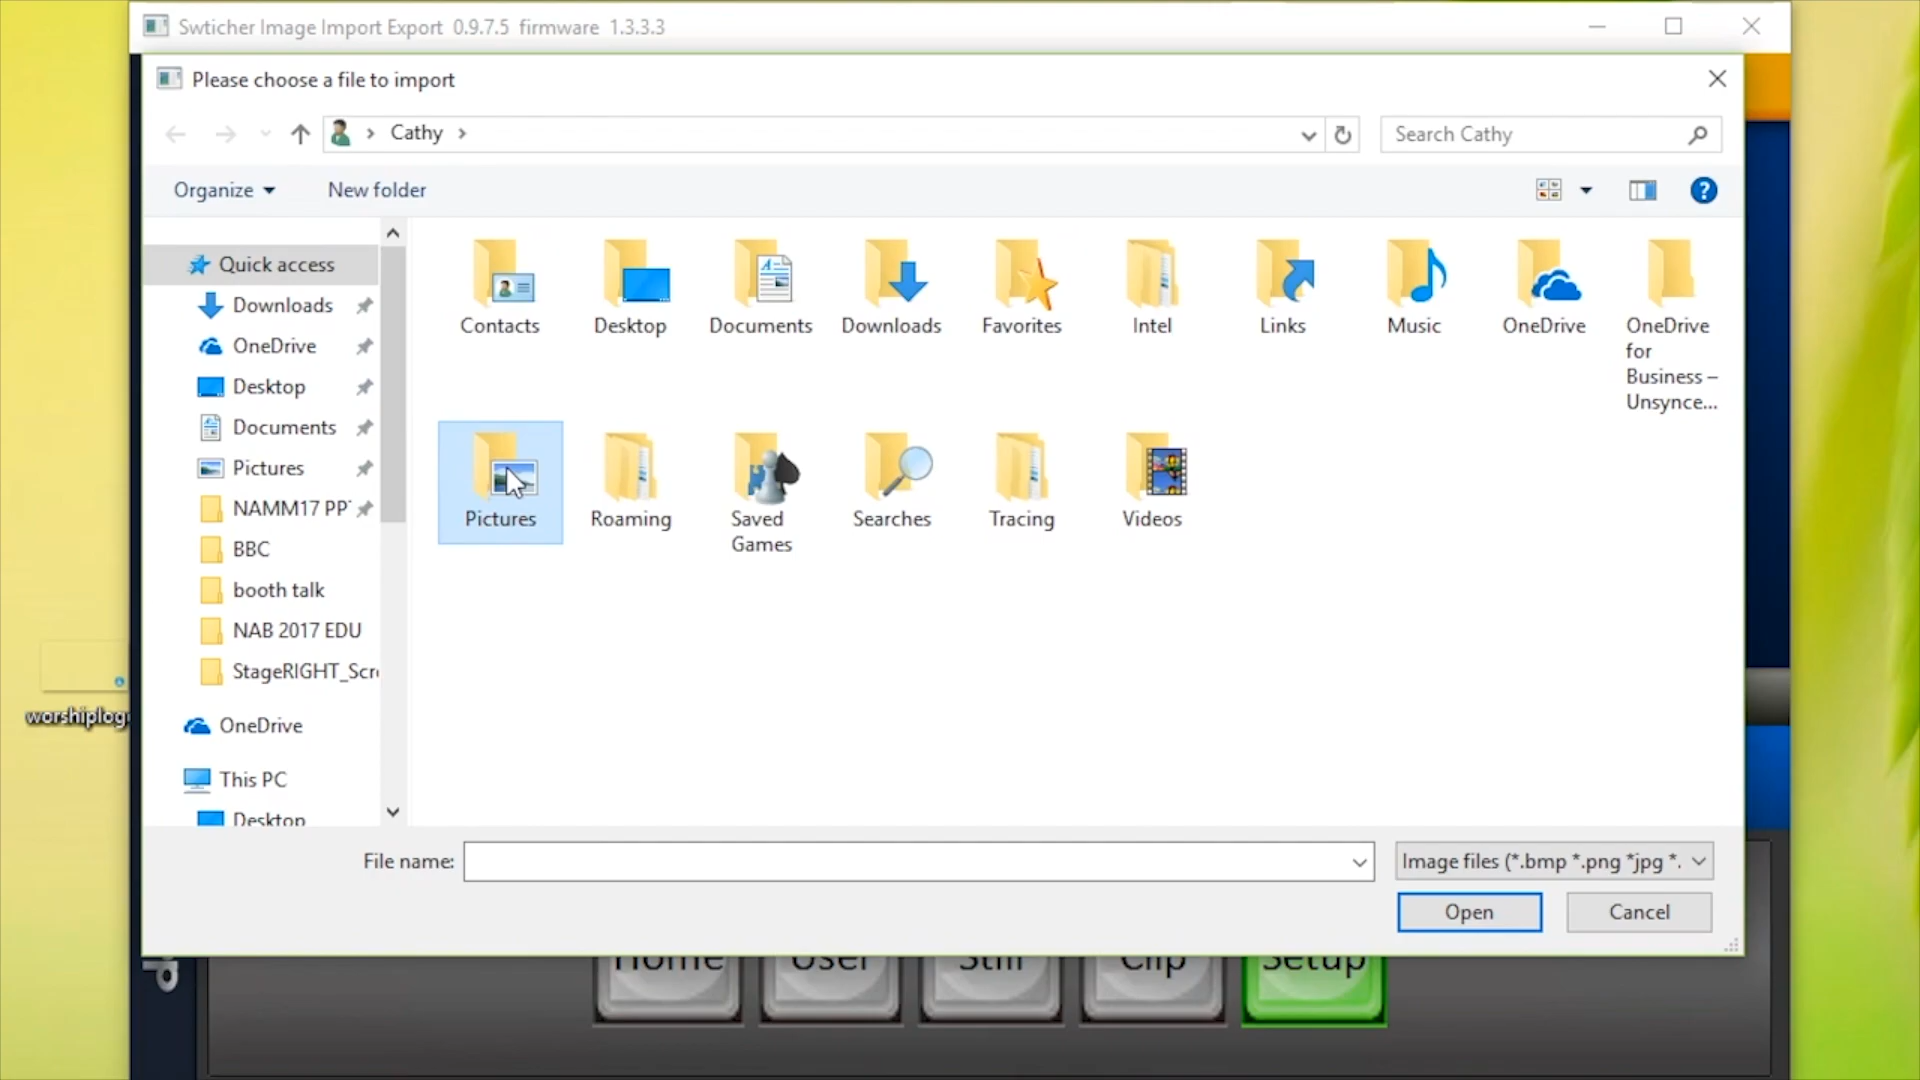 Swticher Image Import Export 0.9.7.5 firmware 1.3.3.3
Please choose a file to import
Cathy
Search Cathy
Organize
New folder
Quick access
Downloads
OneDrive
Desktop
Documents
Pictures
NAMM17 PP
BBC
booth talk
NAB 2017 EDU
StageRIGHT_Scr
OneDrive
This PC
Desktop
Contacts
Desktop
Documents
Downloads
Favorites
Intel
Links
Music
OneDrive
OneDrive
for
Business –
Unsynce...
Pictures
Roaming
Saved
Games
Searches
Tracing
Videos
worshiplog
File name:
Image files (*.bmp *.png *jpg *.
Open
Cancel
Home
User
Still
Clip
Setup